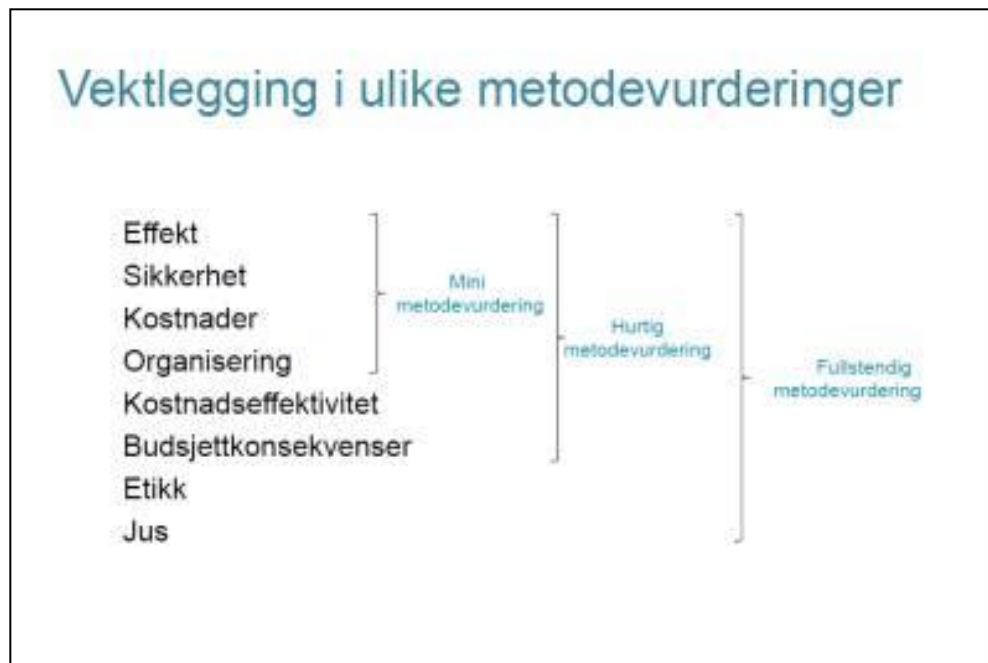 Vektlegging i ulike metodevurderinger
Effekt
Sikkerhet
Kostnader
Organisering
Kostnadseffektivitet
Budsjettkonsekvenser
Etikk
Jus
Mini
metodevurdering
Hurtig
metodevurdering
Fullstendig
metodevurdering